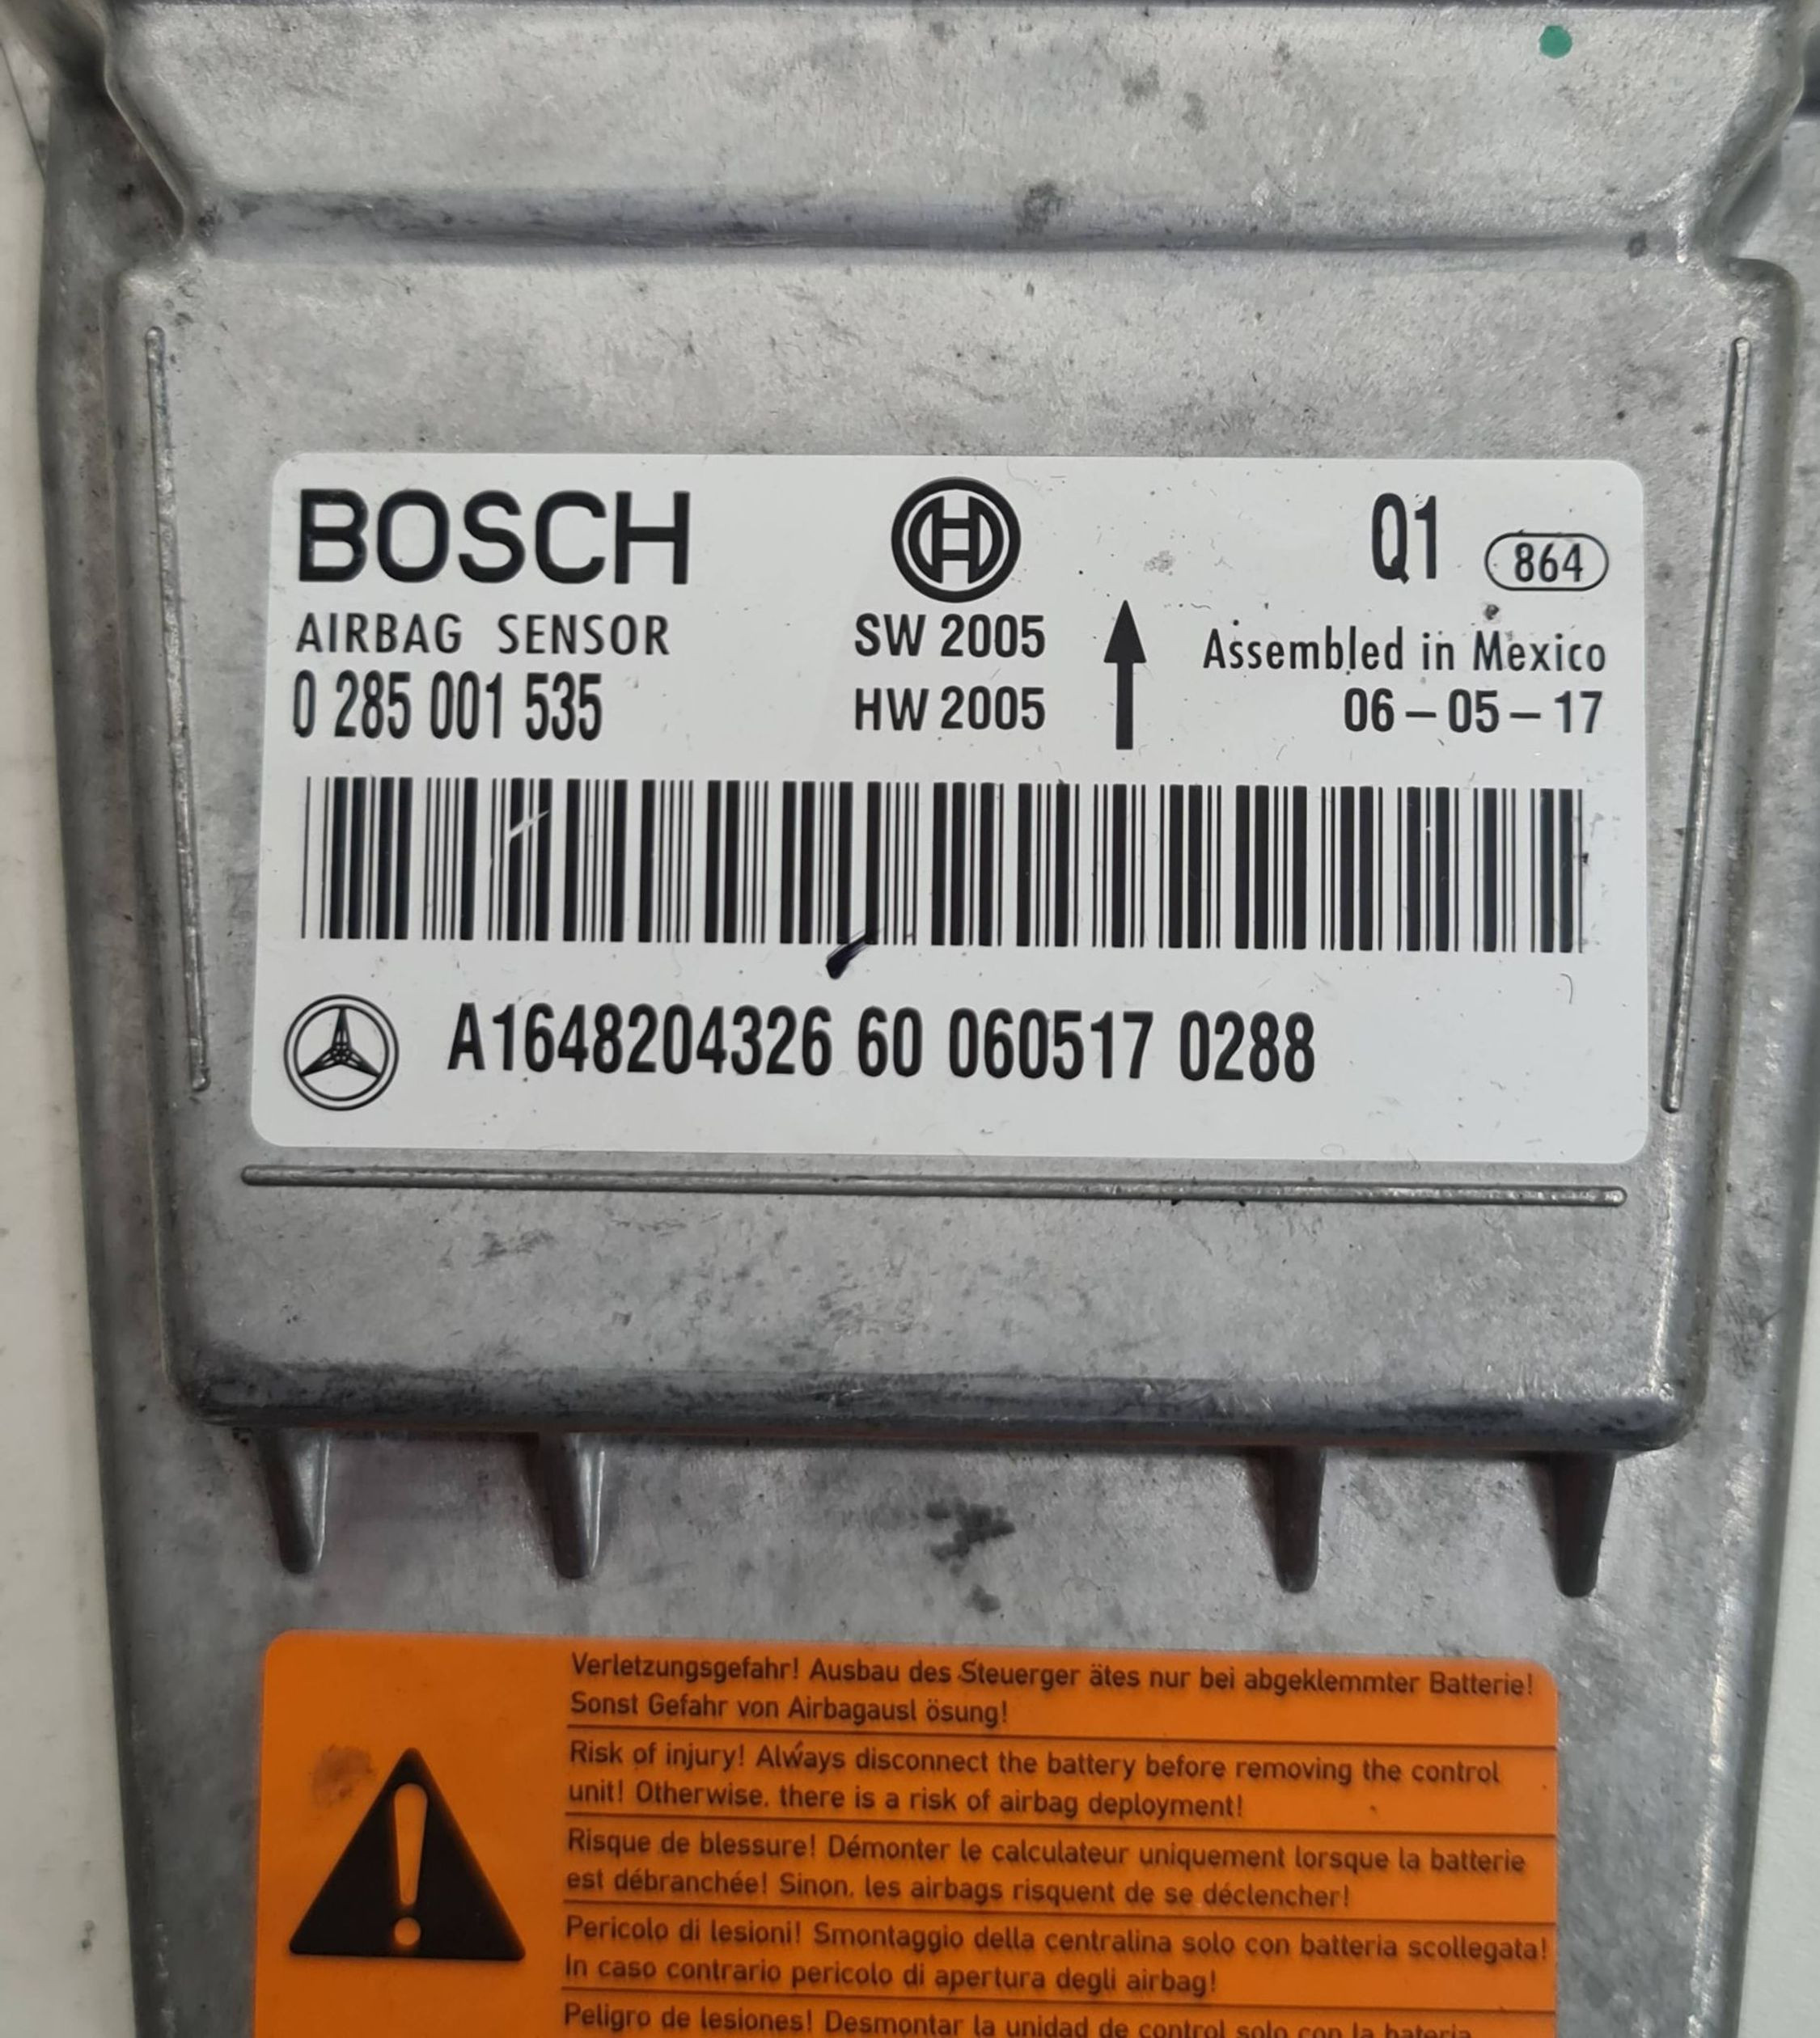 BOSCH
Q1 864
AIRBAG SENSOR
SW 2005
Assembled in Mexico
0 285 001 535
HW 2005
06-05-17
A1648204326 60 060517 0288
Verletzungsgefahr! Ausbau des Steuerger ätes nur bei abgeklemmter Batterie!
Sonst Gefahr von Airbagausl ösung!
Risk of injury! Always disconnect the battery before removing the control
unit! Otherwise, there is a risk of airbag deployment!
Risque de blessure! Démonter le calculateur uniquement lorsque la batterie
est débranchée! Sinon, les airbags risquent de se déclencher!
Pericolo di lesioni! Smontaggio della centralina solo con batteria scollegata!
In caso contrario pericolo di apertura degli airbag!
Peligro de lesiones! Desmontar la unidad de control solo con la bateria